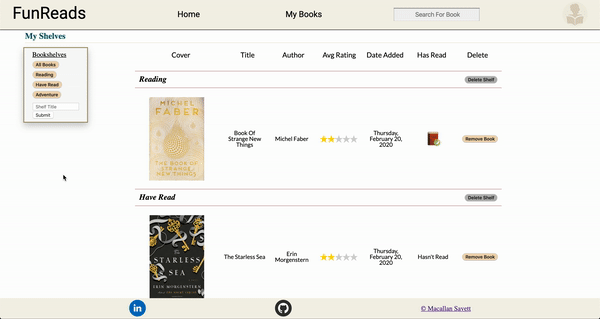 FunReads
Home
My Books
Search For Book
My Shelves
Bookshelves
All Books
Reading
Have Read
Adventure
Shelf Title
Submit
Cover
Title
Author
Avg Rating
Date Added
Has Read
Delete
Reading
Delete Shelf
MICHEL
FABER
THE BOOK OF
STRANGE NEW
THINGS
Book Of
Strange New
Things
Michel Faber
Thursday,
February 20,
2020
Remove Book
Have Read
Delete Shelf
THE
STARLESS
SEA
ERIN
MORGENSTERN
The Starless Sea
Erin
Morgenstern
Thursday,
February 20,
2020
Hasn't Read
Remove Book
in
© Macallan Savett